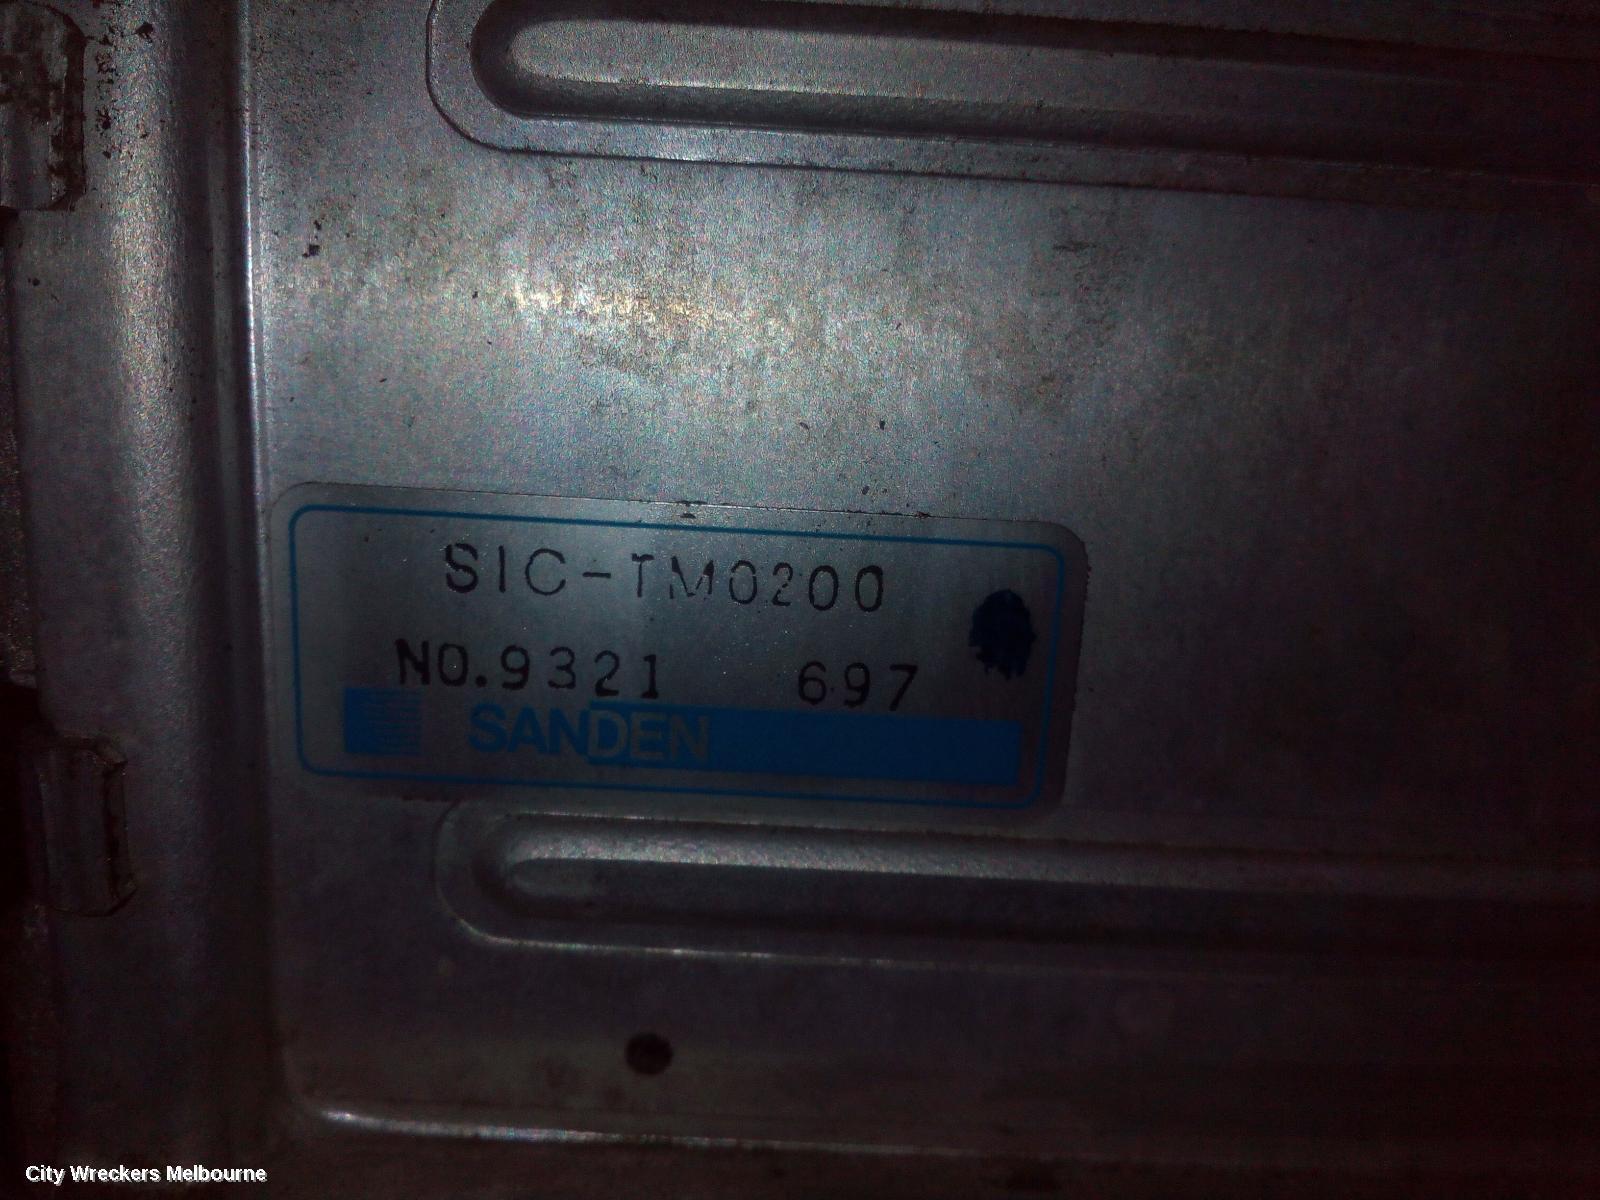 SIC-TM0200
NO.9321 697
SANDEN
City Wreckers Melbourne